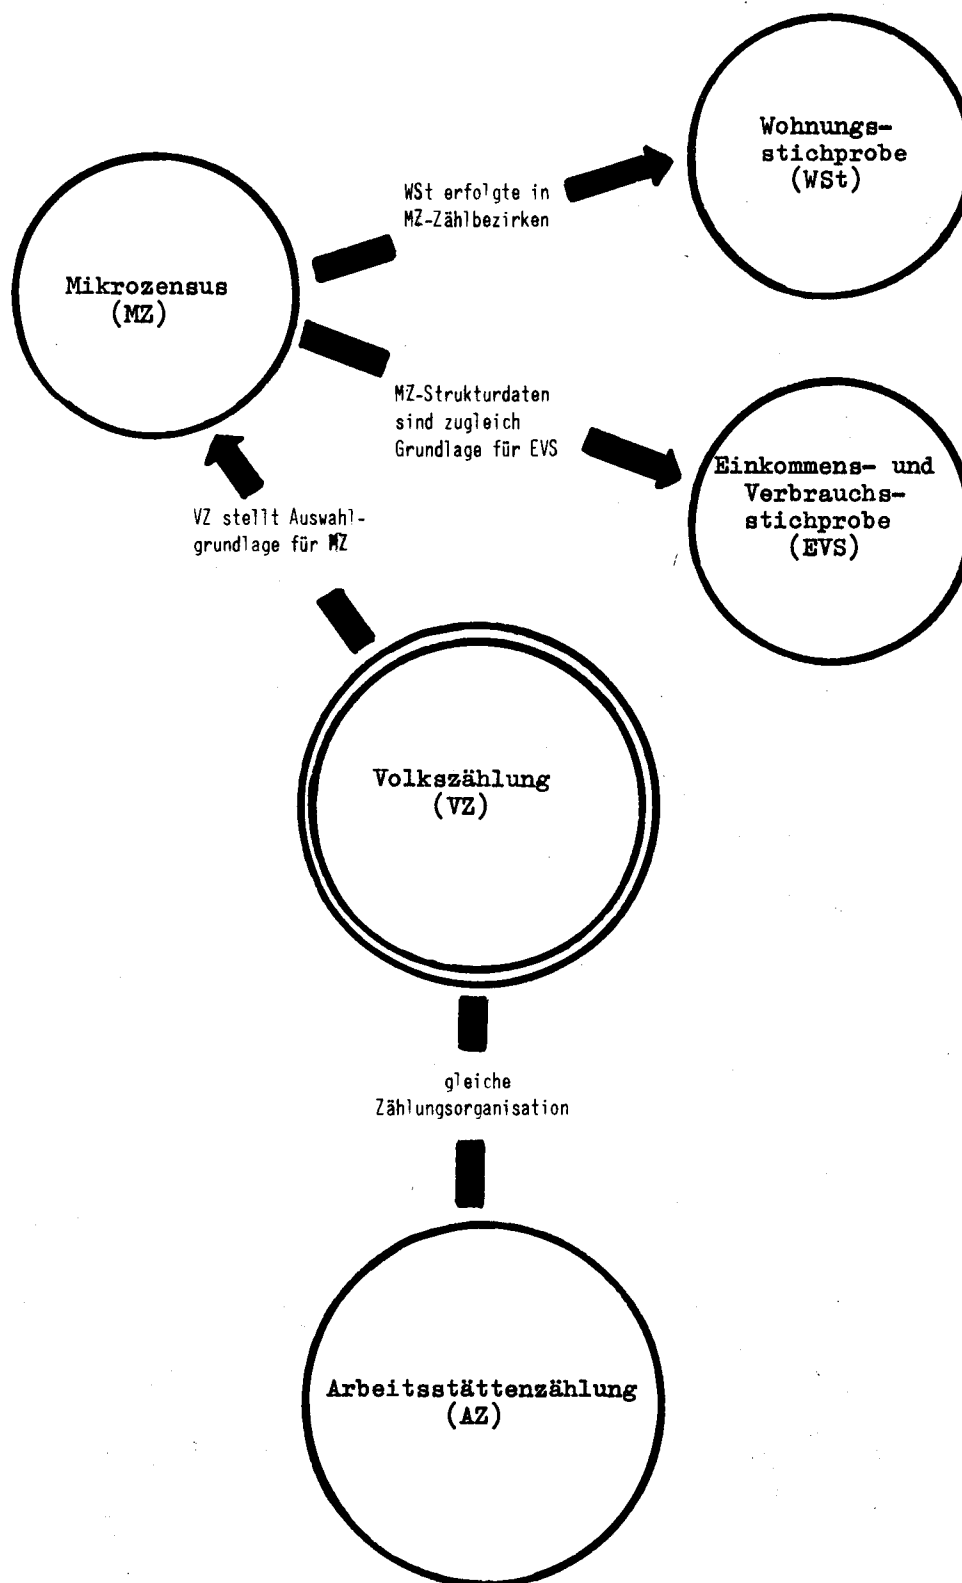 Wohnungs-
stichprobe
(WSt)
WSt erfolgte in
MZ-Zählbezirken
Mikrozensus
(MZ)
MZ-Strukturdaten
sind zugleich
Grundlage für EVS
Einkommens- und
Verbrauchs-
stichprobe
(EVS)
VZ stellt Auswahl-
grundlage für MZ
Volkszählung
(VZ)
gleiche
Zählungsorganisation
Arbeitsstättenzählung
(AZ)